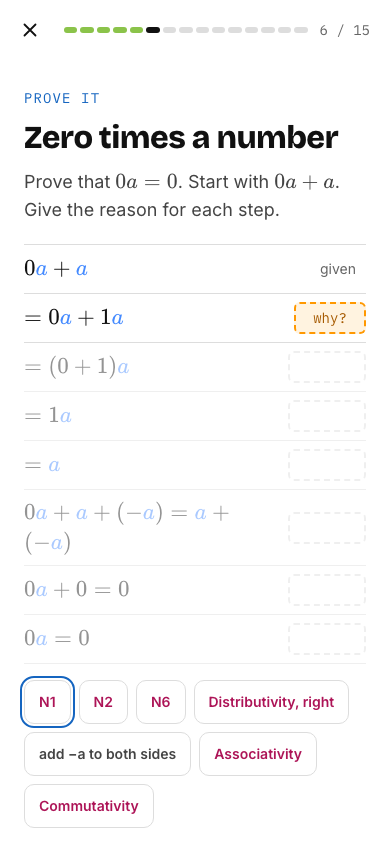 6 / 15
PROVE IT
Zero times a number
Prove that 0a = 0. Start with 0a + a.
Give the reason for each step.
0a + a given
= 0a + 1a why?
= (0 + 1)a
= 1a
= a
0a + a + (−a) = a +
(−a)
0a + 0 = 0
0a = 0
N1 N2 N6 Distributivity, right
add −a to both sides Associativity
Commutativity